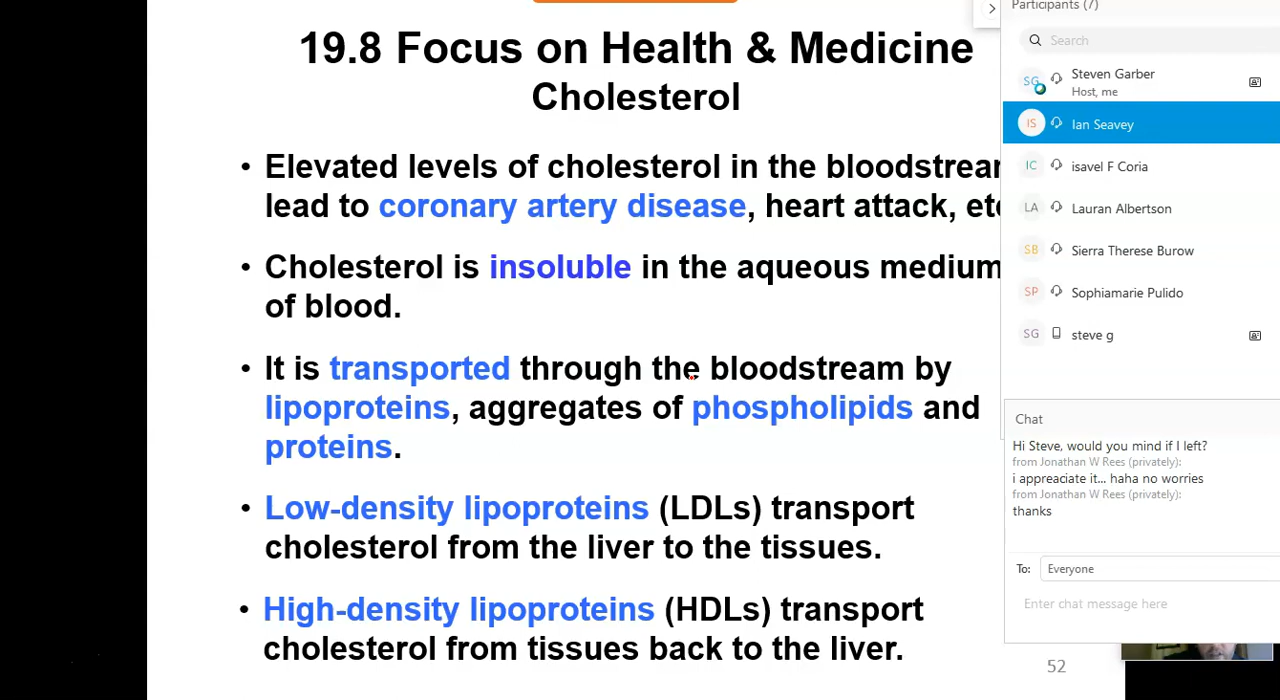 19.8 Focus on Health & Medicine
Cholesterol
• Elevated levels of cholesterol in the
lead to coronary artery disease, heart attack,
• Cholesterol is insoluble in the aqueous medium
of blood.
• It is transported through the bloodstream by
lipoproteins, aggregates of phospholipids and
proteins.
• Low-density lipoproteins (LDLs) transport
cholesterol from the liver to the tissues.
• High-density lipoproteins (HDLs) transport
cholesterol from tissues back to the liver.
52
Participants (7)
Search
SG Steven Garber
Host, me
IS Ian Seavey
IC isavel F Coria
LA Lauran Albertson
SB Sierra Therese Burow
SP Sophiamarie Pulido
SG steve g
Chat
Hi Steve, would you mind if I left?
from Jonathan W Rees (privately):
i appreaciate it... haha no worries
from Jonathan W Rees (privately):
thanks
To: Everyone
Enter chat message here